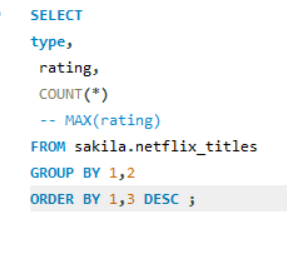 SELECT
type,
rating,
COUNT(*)
-- MAX(rating)
FROM sakila.netflix_titles
GROUP BY 1,2
ORDER BY 1,3 DESC ;